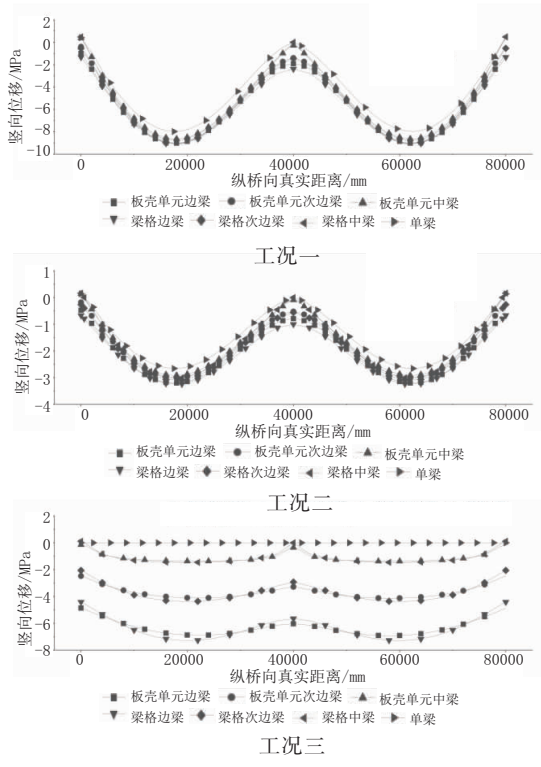 竖向位移/MPa
2
0
-2
-4
-6
-8
-10
0 20000 40000 60000 80000
纵桥向真实距离/mm
板壳单元边梁 板壳单元次边梁 板壳单元中梁
梁格边梁 梁格次边梁 梁格中梁 单梁
工况一
竖向位移/MPa
1
0
-1
-2
-3
-4
0 20000 40000 60000 80000
纵桥向真实距离/mm
板壳单元边梁 板壳单元次边梁 板壳单元中梁
梁格边梁 梁格次边梁 梁格中梁 单梁
工况二
竖向位移/MPa
2
0
-2
-4
-6
-8
0 20000 40000 60000 80000
纵桥向真实距离/mm
板壳单元边梁 板壳单元次边梁 板壳单元中梁
梁格边梁 梁格次边梁 梁格中梁 单梁
工况三